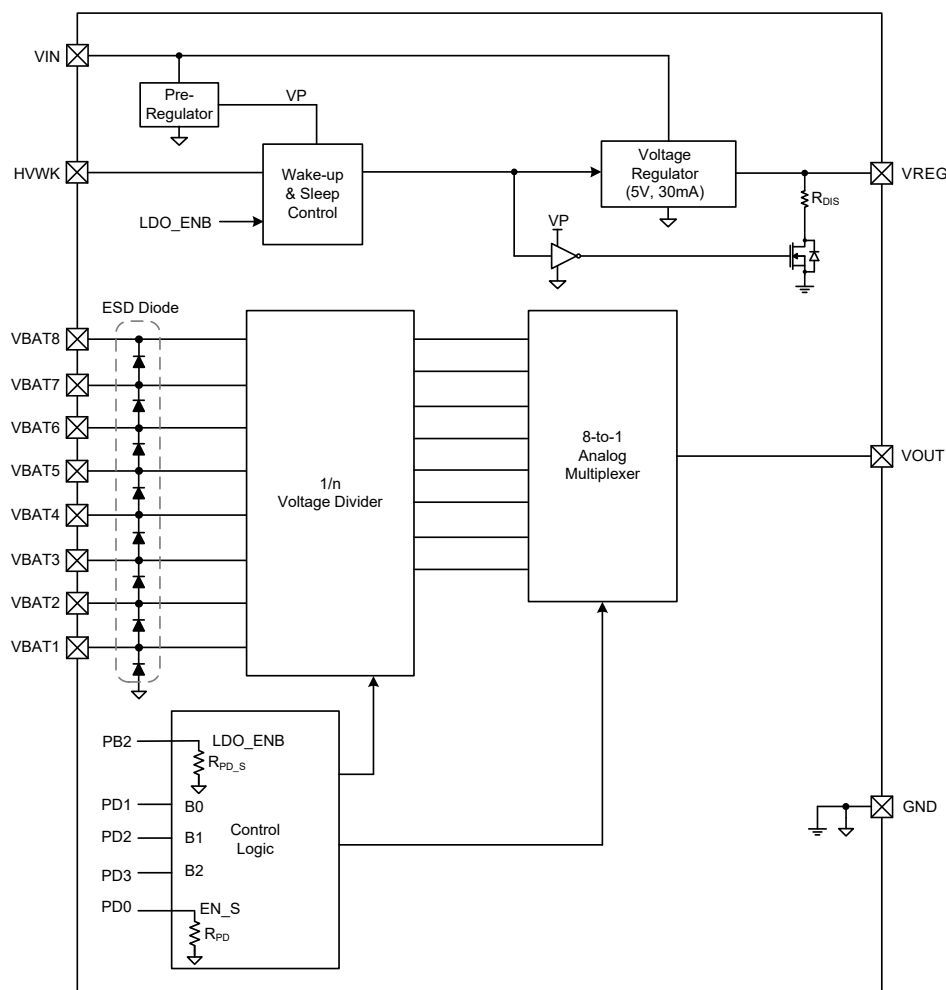 VIN
Pre-
Regulator
VP
HVWK
Wake-up
& Sleep
Control
LDO_ENB
Voltage
Regulator
(5V, 30mA)
VREG
RDIS
VP
ESD Diode
VBAT8
VBAT7
VBAT6
VBAT5
VBAT4
VBAT3
VBAT2
VBAT1
1/n
Voltage Divider
8-to-1
Analog
Multiplexer
VOUT
PB2
LDO_ENB
RPD_S
PD1
B0
PD2
B1
PD3
B2
PD0
EN_S
RPD
Control
Logic
GND